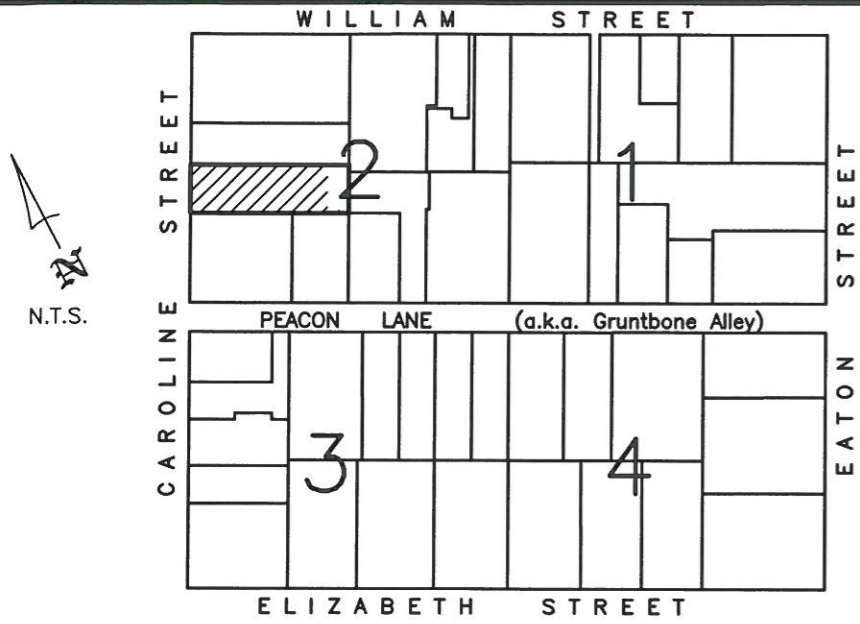 WILLIAM STREET
STREET
CAROLINE
2
1
STREET
EATON
N
N.T.S.
PEACON LANE (a.k.a. Gruntbone Alley)
3
4
ELIZABETH STREET